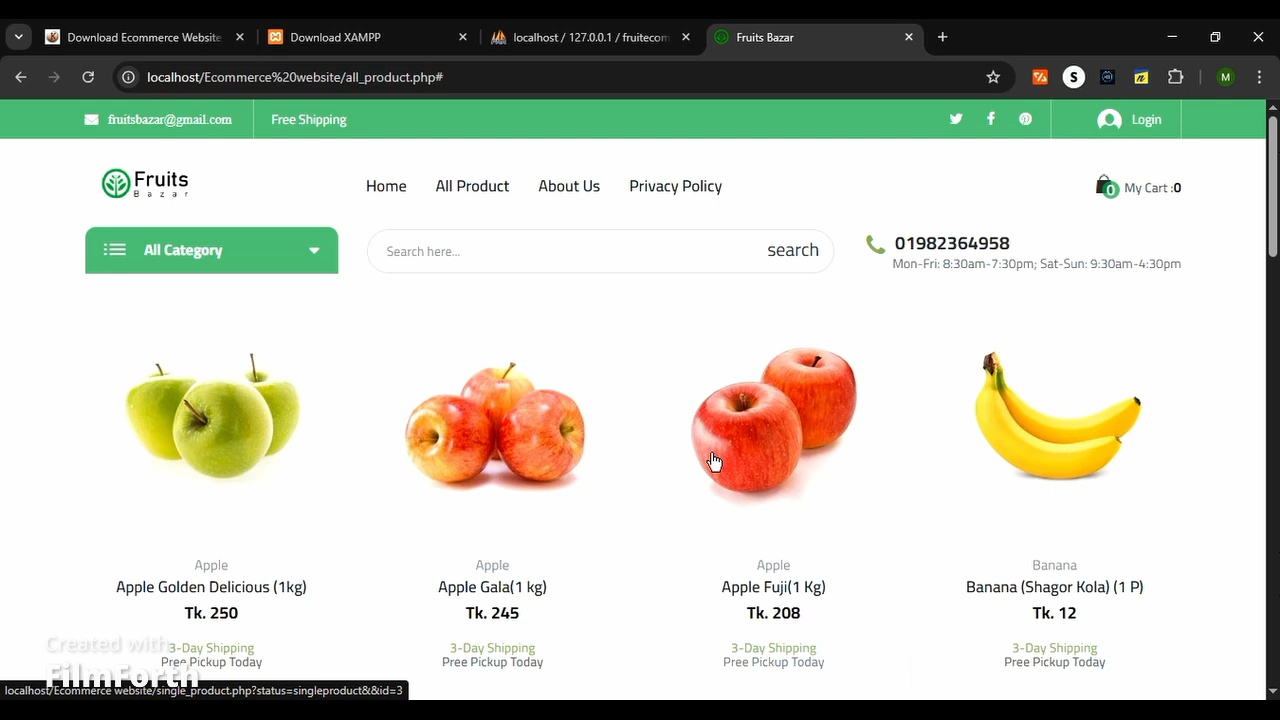 Download Ecommerce Website
Download XAMPP
localhost / 127.0.0.1 / fruitecom
Fruits Bazar
localhost/Ecommerce%20website/all_product.php#
S
M
fruitsbazar@gmail.com
Free Shipping
Login
Fruits
Bazar
Home
All Product
About Us
Privacy Policy
0
My Cart :0
All Category
Search here...
search
01982364958
Mon-Fri: 8:30am-7:30pm; Sat-Sun: 9:30am-4:30pm
Apple
Apple Golden Delicious (1kg)
Tk. 250
3-Day Shipping
Pree Pickup Today
Apple
Apple Gala(1 kg)
Tk. 245
3-Day Shipping
Pree Pickup Today
Apple
Apple Fuji(1 Kg)
Tk. 208
3-Day Shipping
Pree Pickup Today
Banana
Banana (Shagor Kola) (1 P)
Tk. 12
3-Day Shipping
Pree Pickup Today
Created with
FilmForth
localhost/Ecommerce website/single_product.php?status=singleproduct&&id=3